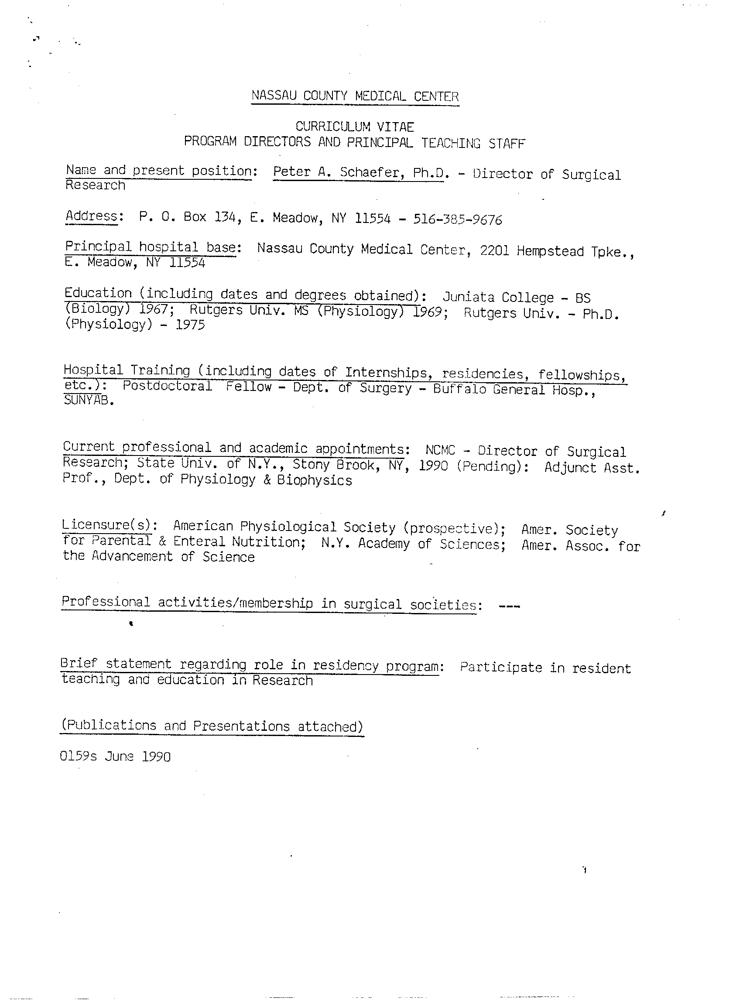 NASSAU COUNTY MEDICAL CENTER
CURRICULUM VITAE
PROGRAM DIRECTORS AND PRINCIPAL TEACHING STAFF
Name and present position: Peter A. Schaefer, Ph.D. - Director of Surgical
Research
Address: P. O. Box 134, E. Meadow, NY 11554 - 516-385-9676
Principal hospital base: Nassau County Medical Center, 2201 Hempstead Tpke.,
E. Meadow, NY 11554
Education (including dates and degrees obtained): Juniata College - BS
(Biology) 1967; Rutgers Univ. MS (Physiology) 1969; Rutgers Univ. - Ph.D.
(Physiology) - 1975
Hospital Training (including dates of Internships, residencies, fellowships,
etc.): Postdoctoral Fellow - Dept. of Surgery - Buffalo General Hosp.,
SUNYAB.
Current professional and academic appointments: NCMC - Director of Surgical
Research; State Univ. of N.Y., Stony Brook, NY, 1990 (Pending): Adjunct Asst.
Prof., Dept. of Physiology & Biophysics
Licensure(s): American Physiological Society (prospective); Amer. Society
for Parental & Enteral Nutrition; N.Y. Academy of Sciences; Amer. Assoc. for
the Advancement of Science
Professional activities/membership in surgical societies: ---
Brief statement regarding role in residency program: Participate in resident
teaching and education in Research
(Publications and Presentations attached)
0159s June 1990